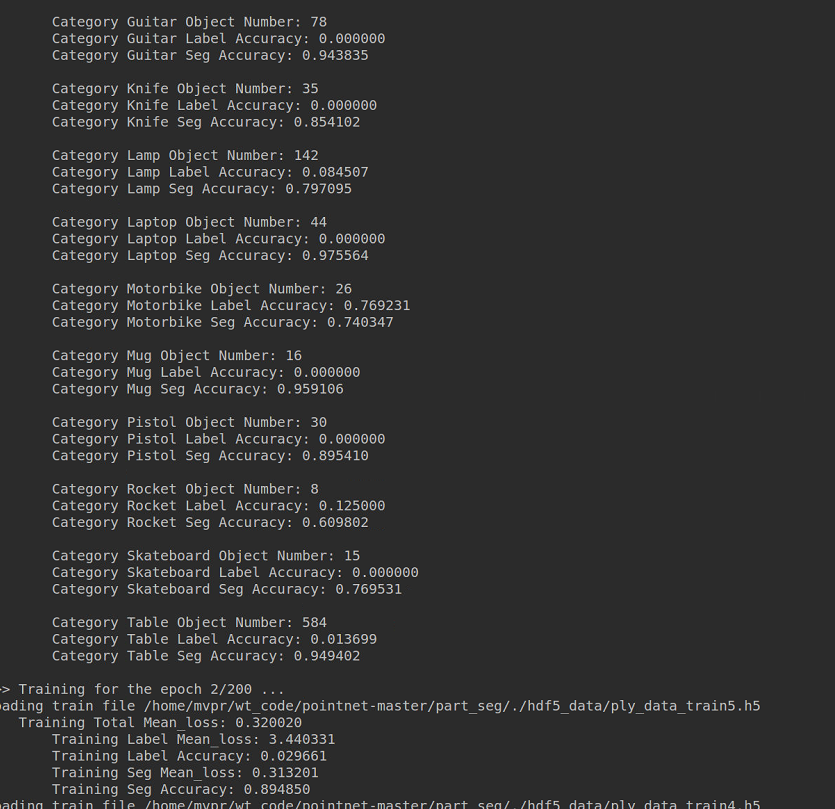 Category Guitar Object Number: 78
Category Guitar Label Accuracy: 0.000000
Category Guitar Seg Accuracy: 0.943835
Category Knife Object Number: 35
Category Knife Label Accuracy: 0.000000
Category Knife Seg Accuracy: 0.854102
Category Lamp Object Number: 142
Category Lamp Label Accuracy: 0.084507
Category Lamp Seg Accuracy: 0.797095
Category Laptop Object Number: 44
Category Laptop Label Accuracy: 0.000000
Category Laptop Seg Accuracy: 0.975564
Category Motorbike Object Number: 26
Category Motorbike Label Accuracy: 0.769231
Category Motorbike Seg Accuracy: 0.740347
Category Mug Object Number: 16
Category Mug Label Accuracy: 0.000000
Category Mug Seg Accuracy: 0.959106
Category Pistol Object Number: 30
Category Pistol Label Accuracy: 0.000000
Category Pistol Seg Accuracy: 0.895410
Category Rocket Object Number: 8
Category Rocket Label Accuracy: 0.125000
Category Rocket Seg Accuracy: 0.609802
Category Skateboard Object Number: 15
Category Skateboard Label Accuracy: 0.000000
Category Skateboard Seg Accuracy: 0.769531
Category Table Object Number: 584
Category Table Label Accuracy: 0.013699
Category Table Seg Accuracy: 0.949402
> Training for the epoch 2/200 ...
ading train file /home/mvpr/wt_code/pointnet-master/part_seg/./hdf5_data/ply_data_train5.h5
Training Total Mean_loss: 0.320020
Training Label Mean_loss: 3.440331
Training Label Accuracy: 0.029661
Training Seg Mean_loss: 0.313201
Training Seg Accuracy: 0.894850
ading train file /home/mvpr/wt_code/pointnet-master/part_seg/./hdf5_data/ply_data_train4.h5